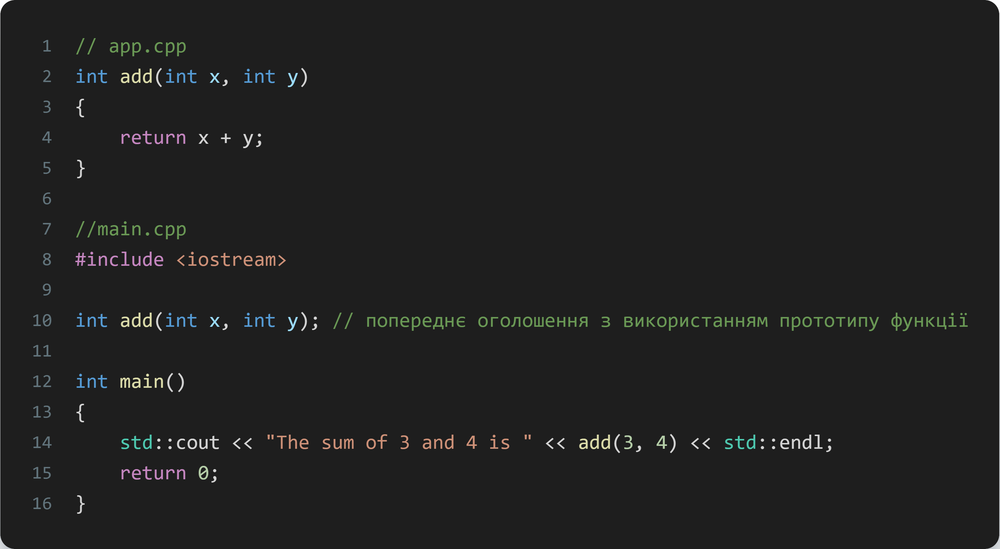 1 // app.cpp
2 int add(int x, int y)
3 {
4     return x + y;
5 }
6
7 //main.cpp
8 #include <iostream>
9
10 int add(int x, int y); // попереднє оголошення з використанням прототипу функції
11
12 int main()
13 {
14     std::cout << "The sum of 3 and 4 is " << add(3, 4) << std::endl;
15     return 0;
16 }